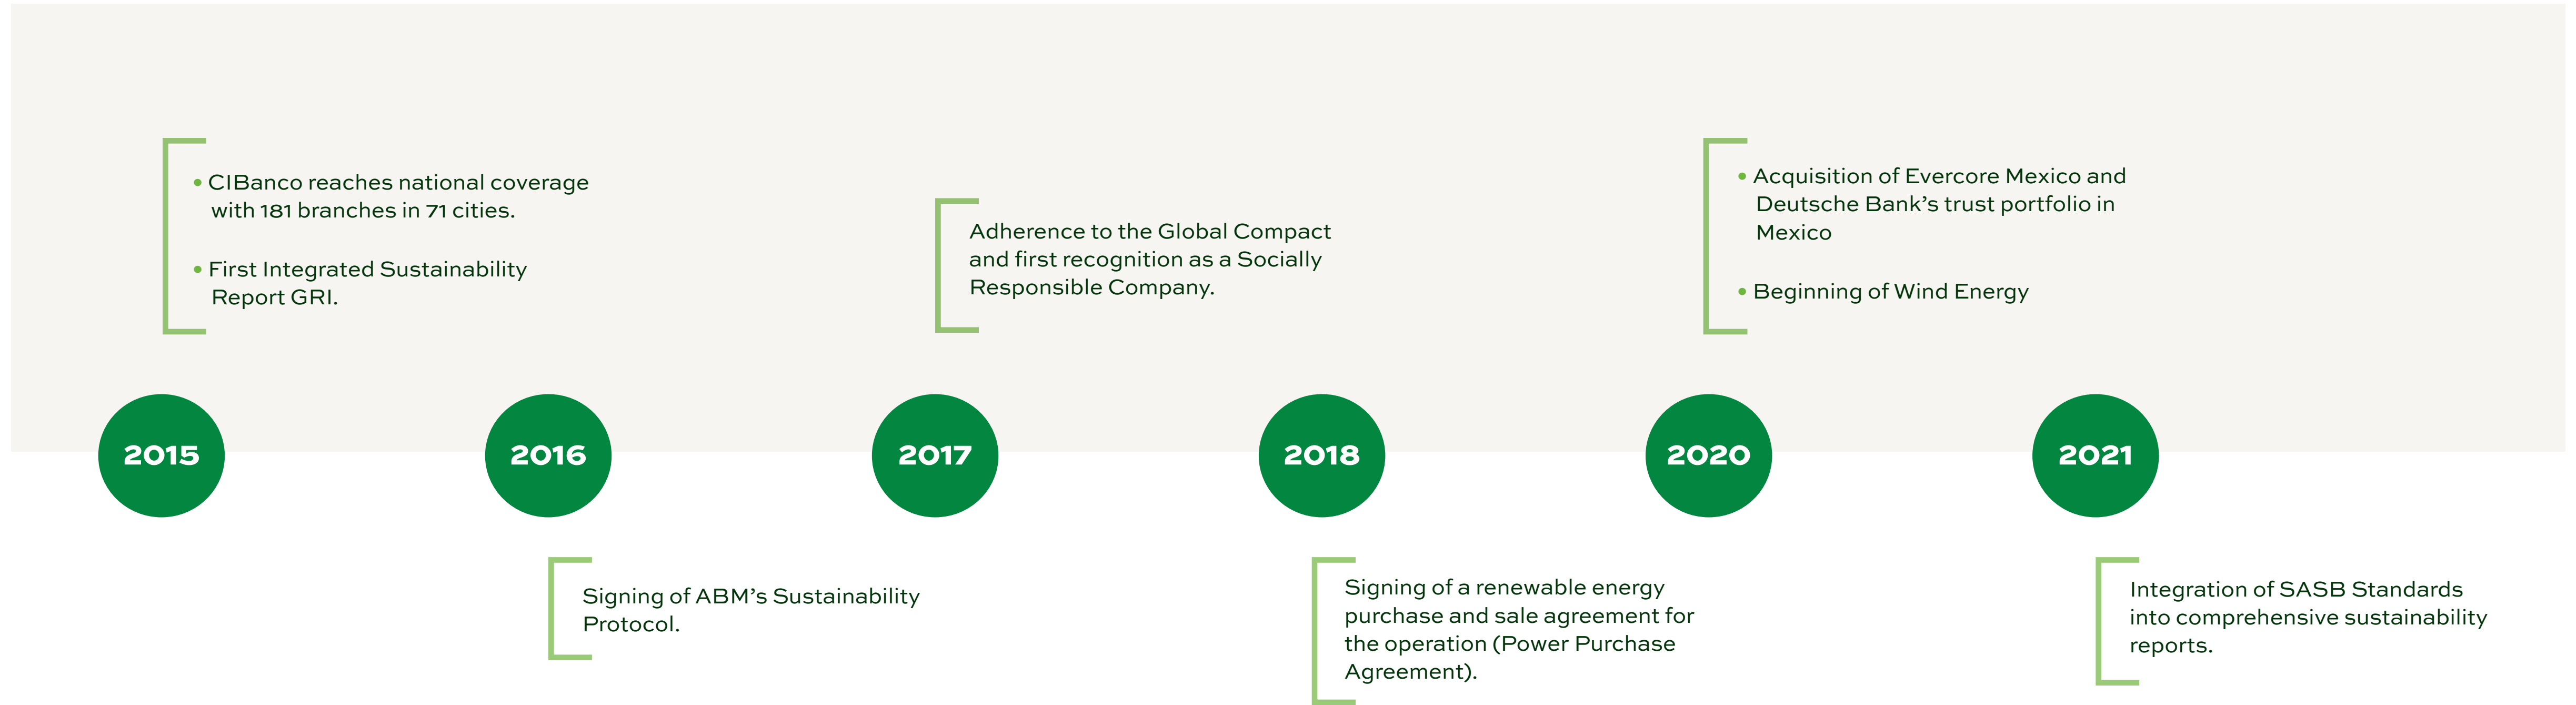 • CIBanco reaches national coverage
with 181 branches in 71 cities.
• First Integrated Sustainability
Report GRI.
Adherence to the Global Compact
and first recognition as a Socially
Responsible Company.
• Acquisition of Evercore Mexico and
Deutsche Bank’s trust portfolio in
Mexico
• Beginning of Wind Energy
2015
2016
2017
2018
2020
2021
Signing of ABM’s Sustainability
Protocol.
Signing of a renewable energy
purchase and sale agreement for
the operation (Power Purchase
Agreement).
Integration of SASB Standards
into comprehensive sustainability
reports.